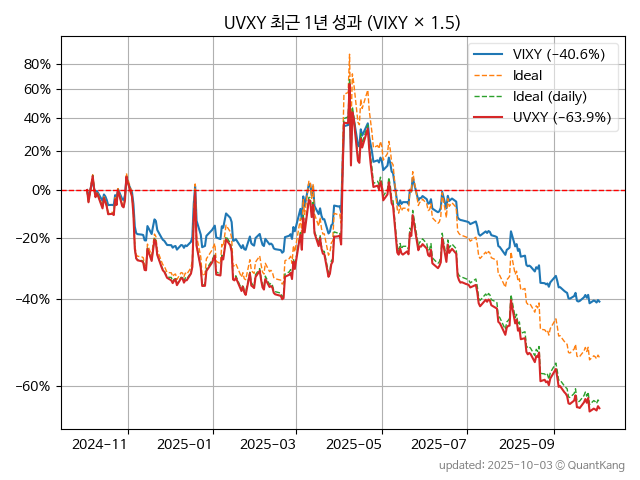 UVXY 최근 1년 성과 (VIXY × 1.5)
VIXY (−40.6%)
Ideal
Ideal (daily)
UVXY (−63.9%)
80%
60%
40%
20%
0%
−20%
−40%
−60%
2024-11 2025-01 2025-03 2025-05 2025-07 2025-09
updated: 2025-10-03 © QuantKang